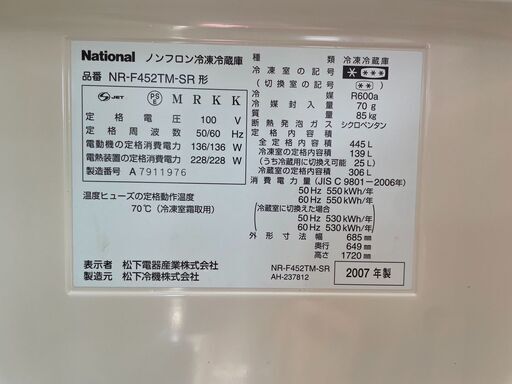 National ノンフロン冷凍冷蔵庫
品番 NR-F452TM-SR 形
JET PSE M R K K
定格電圧 100 V
定格周波数 50/60 Hz
電動機の定格消費電力 136/136 W
電熱装置の定格消費電力 228/228 W
製造番号 A 7911976
温度ヒューズの定格動作温度
70℃(冷凍室霜取用)
表示者 松下電器産業株式会社
製造元 松下冷機株式会社
種類 冷凍冷蔵庫
冷凍室の記号 ****
(切換室の記号) (**)
冷媒 R600a
冷媒封入量 70 g
質量 85 kg
断熱発泡ガス シクロペンタン
定格内容積
全定格内容積 445 L
冷凍室の定格内容積 139 L
(うち冷蔵用に切換え可能 25 L)
冷蔵室の定格内容積 306 L
消費電力量(JIS C 9801-2006年)
50 Hz 550 kWh/年
60 Hz 550 kWh/年
(冷蔵室に切換えた場合
50 Hz 530 kWh/年
60 Hz 530 kWh/年)
外形寸法 幅 685 mm
奥行 649 mm
高さ 1720 mm
NR-F452TM-SR
AH-237812
2007 年製